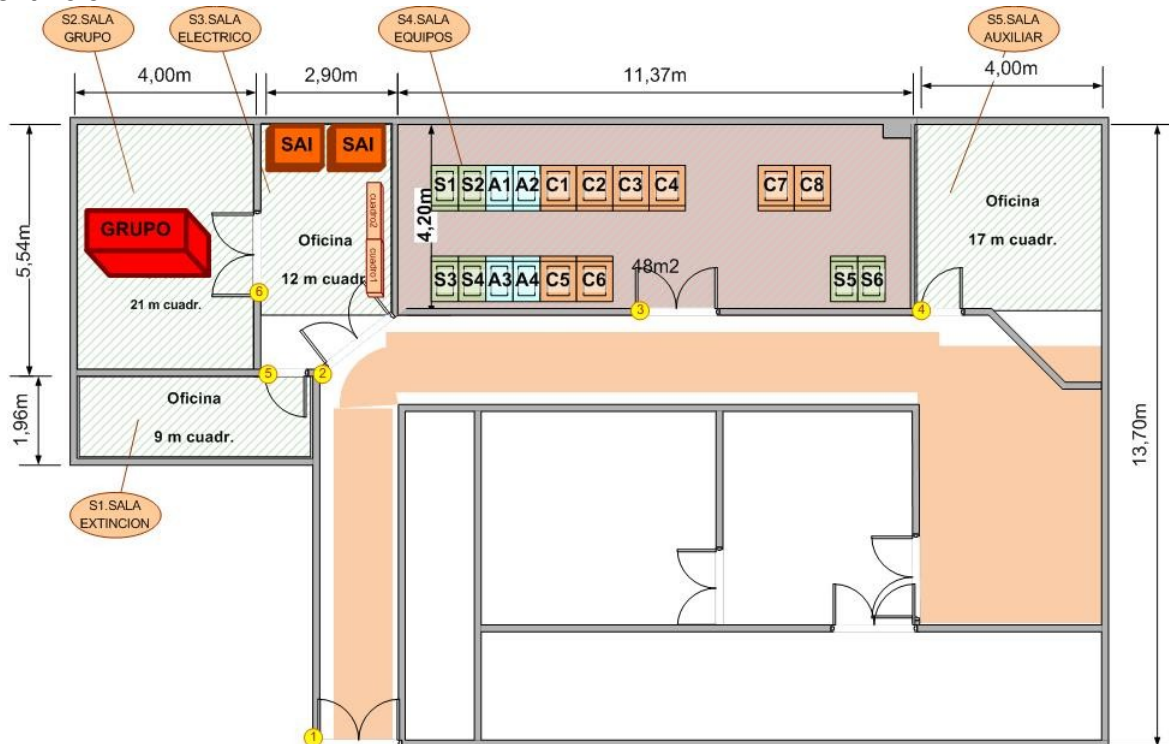 S2.SALA
GRUPO
S3.SALA
ELECTRICO
S4.SALA
EQUIPOS
S5.SALA
AUXILIAR
4,00m
2,90m
11,37m
4,00m
SAI
SAI
S1
S2
A1
A2
C1
C2
C3
C4
C7
C8
cuadro2
cuadro1
4,20m
5,54m
GRUPO
21 m cuadr.
Oficina
12 m cuadr
Oficina
17 m cuadr.
48m2
S3
S4
A3
A4
C5
C6
S5
S6
6
3
4
5
2
Oficina
9 m cuadr.
1,96m
13,70m
S1.SALA
EXTINCION
1